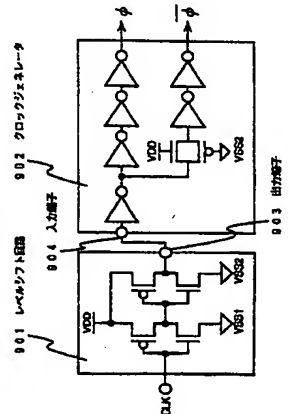 901 レベルシフト回路
902 クロックジェネレータ
904 入力端子
903 出力端子
CLK
VDD
VSS1
VSS2
VDD
VSS2
φ
φ̅